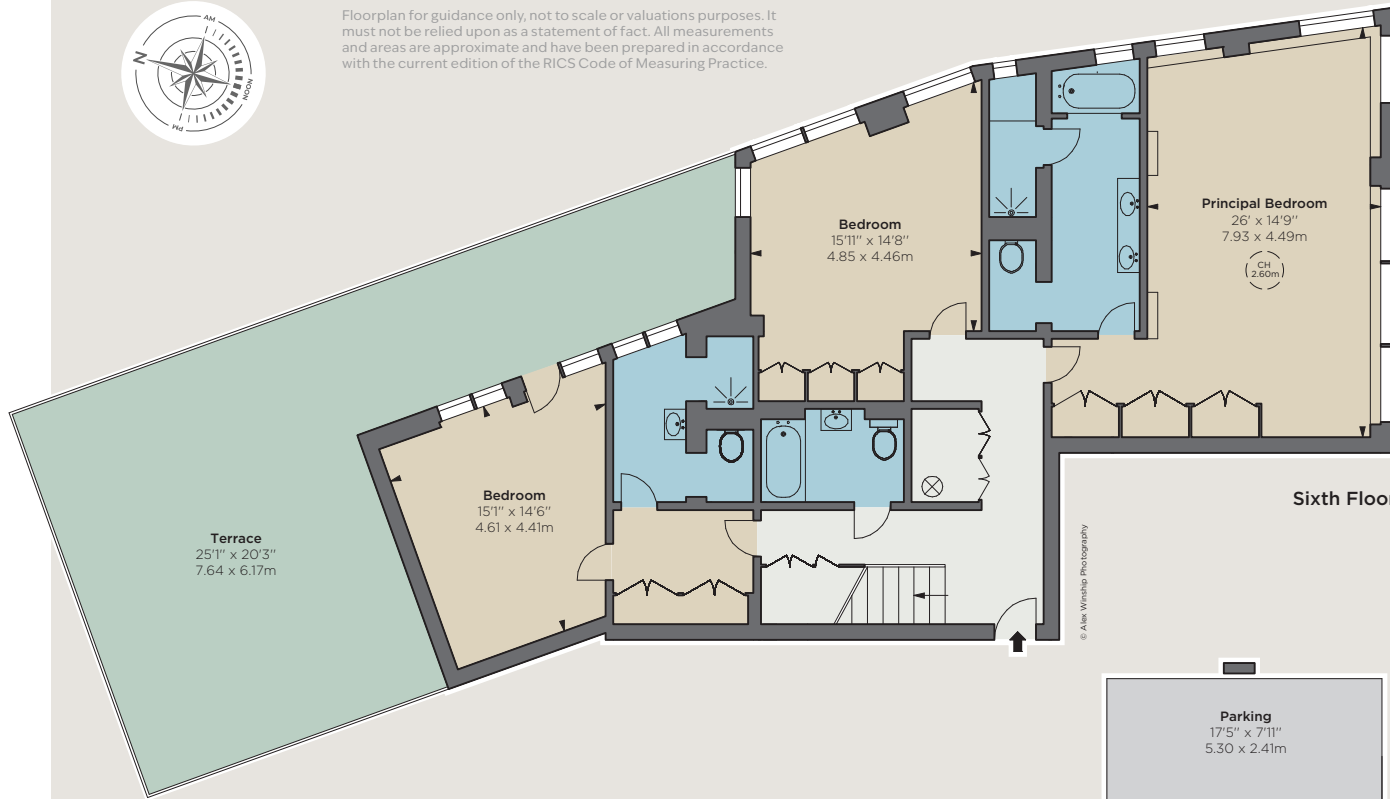 AM
N
NOON
PM
Floorplan for guidance only, not to scale or valuations purposes. It
must not be relied upon as a statement of fact. All measurements
and areas are approximate and have been prepared in accordance
with the current edition of the RICS Code of Measuring Practice.
Principal Bedroom
26' x 14'9''
7.93 x 4.49m
CH
2.60m
Bedroom
15'11'' x 14'8''
4.85 x 4.46m
Bedroom
15'1'' x 14'6''
4.61 x 4.41m
Terrace
25'1'' x 20'3''
7.64 x 6.17m
Sixth Floo
© Alex Winship Photography
Parking
17'5'' x 7'11''
5.30 x 2.41m